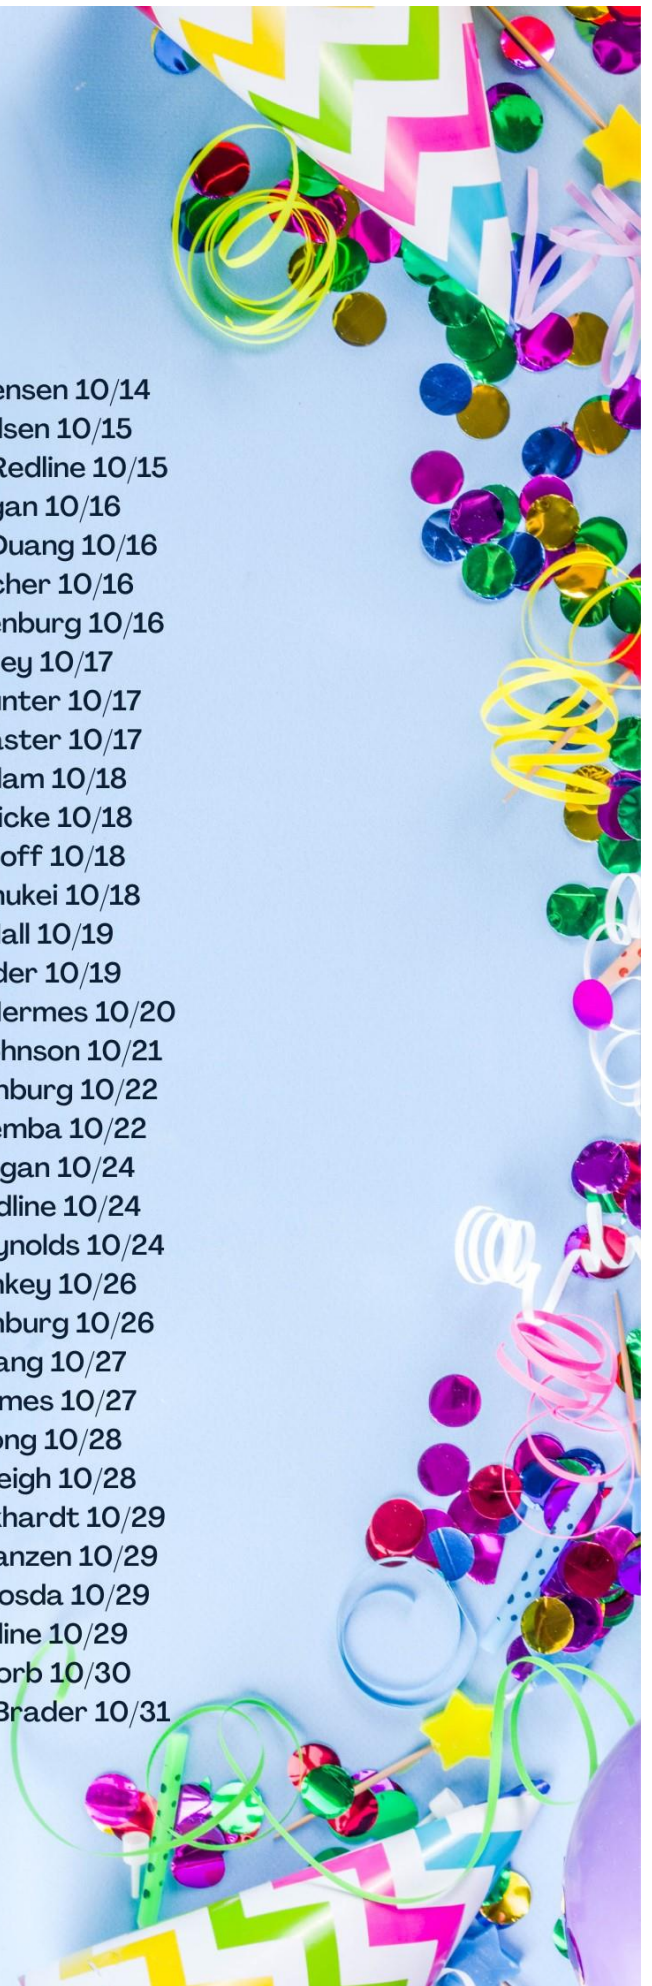 ensen 10/14
lsen 10/15
Redline 10/15
gan 10/16
Duang 10/16
cher 10/16
enburg 10/16
ey 10/17
unter 10/17
aster 10/17
lam 10/18
icke 10/18
off 10/18
nukei 10/18
all 10/19
der 10/19
Hermes 10/20
ohnson 10/21
nburg 10/22
emba 10/22
gan 10/24
dline 10/24
ynolds 10/24
nkey 10/26
nburg 10/26
ang 10/27
mes 10/27
ong 10/28
eigh 10/28
khardt 10/29
anzen 10/29
osda 10/29
line 10/29
orb 10/30
Brader 10/31